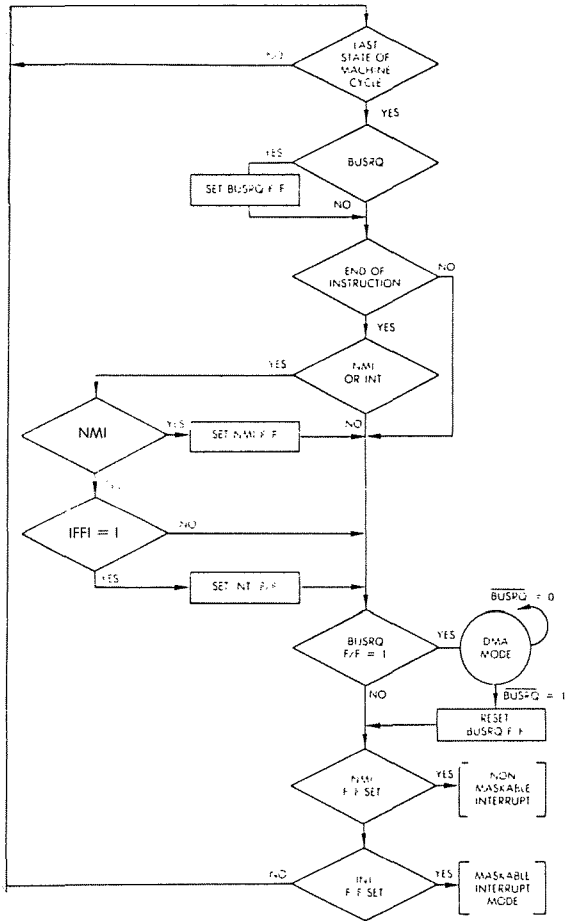 LAST
STATE OF
MACHINE
CYCLE
NO
YES
BUSRQ
YES
SET BUSRQ F F
NO
END OF
INSTRUCTION
NO
YES
NMI
OR INT
YES
NO
NMI
YES
SET NMI F F
IFFI = I
NO
YES
SET INT F/F
BUSRQ
F/F = 1
YES
NO
DMA
MODE
BUSRQ = 0
BUSRQ = 1
RESET
BUSRQ F F
NMI
F F SET
YES
NON
MASKABLE
INTERRUPT
INT
F F SET
NO
YES
MASKABLE
INTERRUPT
MODE